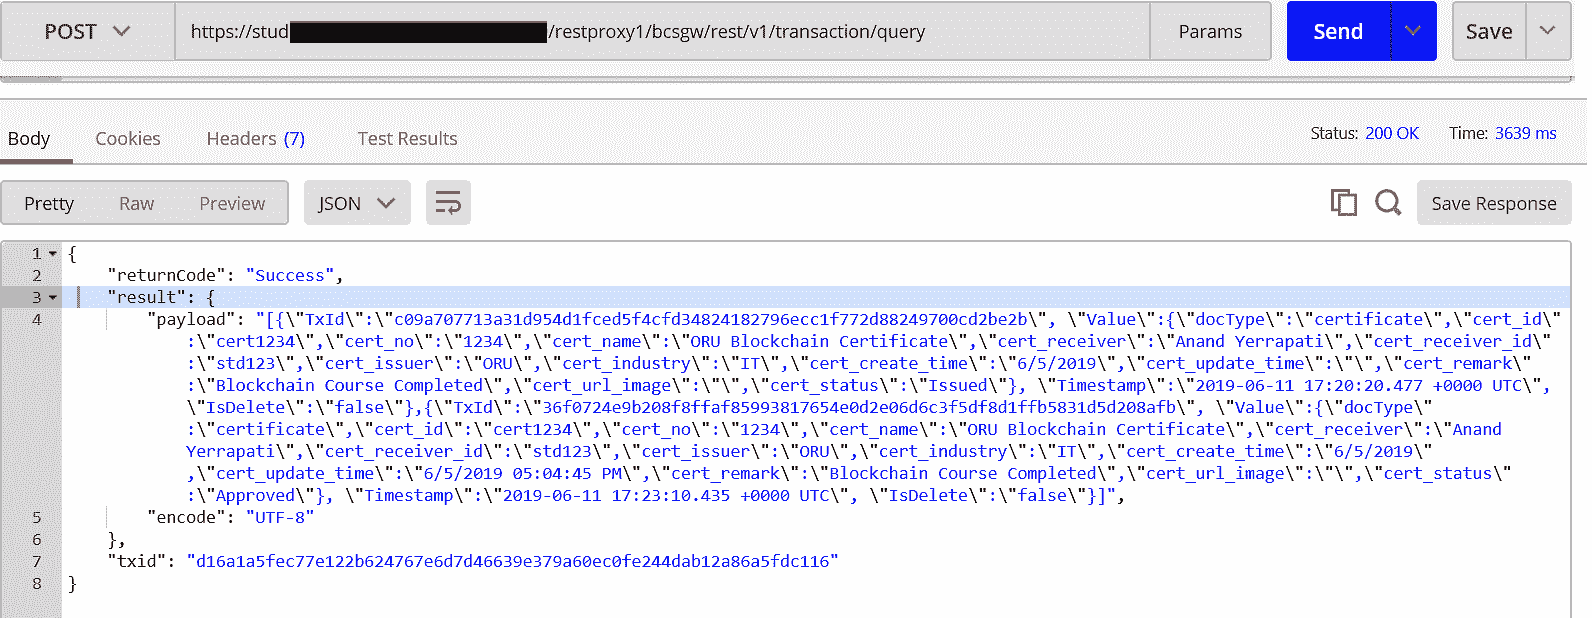 POST https://stud /restproxy1/bcsgw/rest/v1/transaction/query Params Send Save
Body Cookies Headers (7) Test Results Status: 200 OK Time: 3639 ms
Pretty Raw Preview JSON Save Response
1 {
2 "returnCode": "Success",
3 "result": {
4 "payload": "[{\"TxId\":\"c09a707713a31d954d1fced5f4cfd34824182796ecc1f772d88249700cd2be2b\", \"Value\":{\"docType\":\"certificate\",\"cert_id\"
:\"cert1234\",\"cert_no\":\"1234\",\"cert_name\":\"ORU Blockchain Certificate\",\"cert_receiver\":\"Anand Yerrapati\",\"cert_receiver_id\"
:\"std123\",\"cert_issuer\":\"ORU\",\"cert_industry\":\"IT\",\"cert_create_time\":\"6/5/2019\",\"cert_update_time\":\"\",\"cert_remark\"
:\"Blockchain Course Completed\",\"cert_url_image\":\"\",\"cert_status\":\"Issued\"}, \"Timestamp\":\"2019-06-11 17:20:20.477 +0000 UTC\",
\"IsDelete\":\"false\"},{\"TxId\":\"36f0724e9b208f8ffaf85993817654e0d2e06d6c3f5df8d1ffb5831d5d208afb\", \"Value\":{\"docType\"
:\"certificate\",\"cert_id\":\"cert1234\",\"cert_no\":\"1234\",\"cert_name\":\"ORU Blockchain Certificate\",\"cert_receiver\":\"Anand
Yerrapati\",\"cert_receiver_id\":\"std123\",\"cert_issuer\":\"ORU\",\"cert_industry\":\"IT\",\"cert_create_time\":\"6/5/2019\"
,\"cert_update_time\":\"6/5/2019 05:04:45 PM\",\"cert_remark\":\"Blockchain Course Completed\",\"cert_url_image\":\"\",\"cert_status\"
:\"Approved\"}, \"Timestamp\":\"2019-06-11 17:23:10.435 +0000 UTC\", \"IsDelete\":\"false\"}]",
5 "encode": "UTF-8"
6 },
7 "txid": "d16a1a5fec77e122b624767e6d7d46639e379a60ec0fe244dab12a86a5fdc116"
8 }